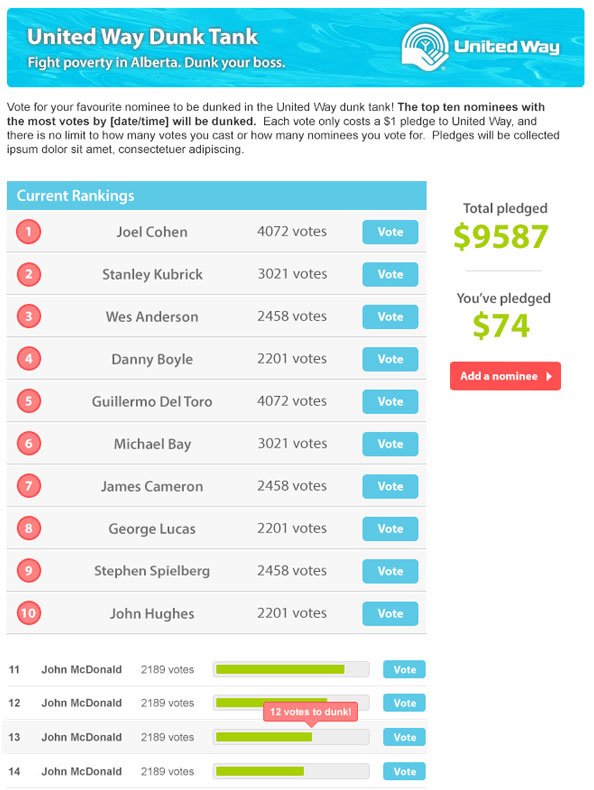 United Way Dunk Tank
Fight poverty in Alberta. Dunk your boss.
United Way
Vote for your favourite nominee to be dunked in the United Way dunk tank! The top ten nominees with
the most votes by [date/time] will be dunked. Each vote only costs a $1 pledge to United Way, and
there is no limit to how many votes you cast or how many nominees you vote for. Pledges will be collected
ipsum dolor sit amet, consectetuer adipiscing.
Current Rankings
1 Joel Cohen 4072 votes Vote
2 Stanley Kubrick 3021 votes Vote
3 Wes Anderson 2458 votes Vote
4 Danny Boyle 2201 votes Vote
5 Guillermo Del Toro 4072 votes Vote
6 Michael Bay 3021 votes Vote
7 James Cameron 2458 votes Vote
8 George Lucas 2201 votes Vote
9 Stephen Spielberg 2458 votes Vote
10 John Hughes 2201 votes Vote
11 John McDonald 2189 votes Vote
12 John McDonald 2189 votes Vote
12 votes to dunk!
13 John McDonald 2189 votes Vote
14 John McDonald 2189 votes Vote
Total pledged
$9587
You've pledged
$74
Add a nominee